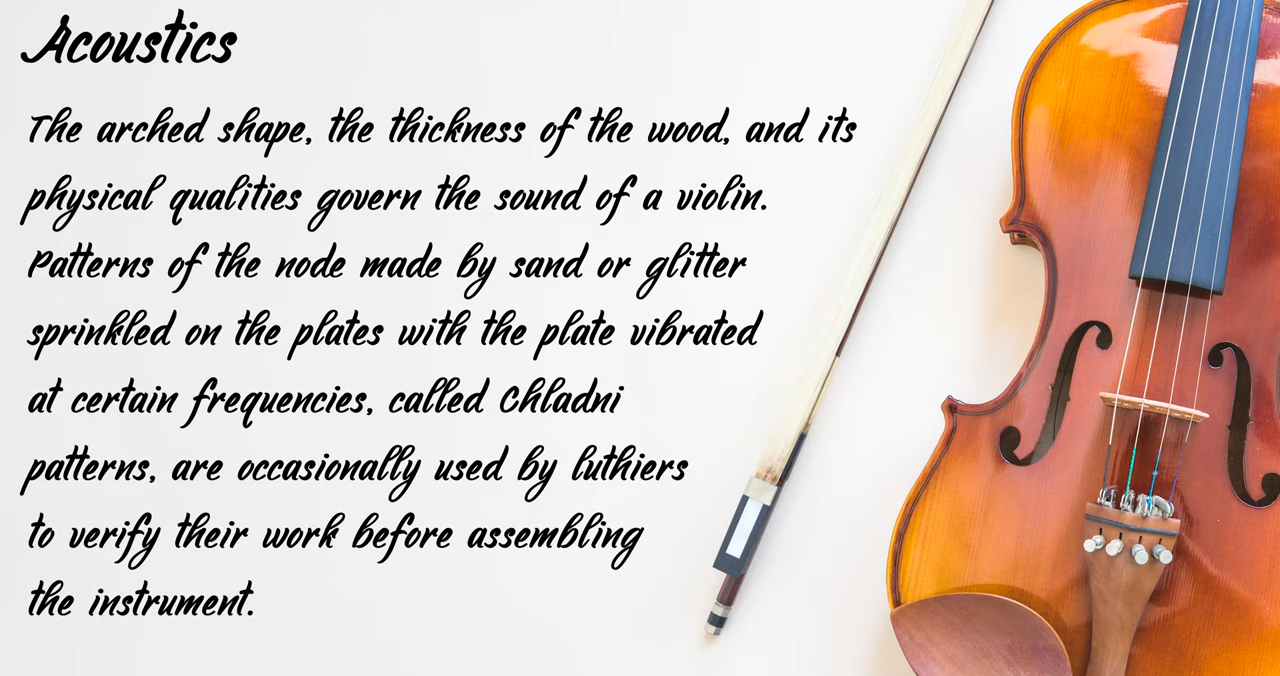 Acoustics
The arched shape, the thickness of the wood, and its
physical qualities govern the sound of a violin.
Patterns of the node made by sand or glitter
sprinkled on the plates with the plate vibrated
at certain frequencies, called Chladni
patterns, are occasionally used by luthiers
to verify their work before assembling
the instrument.